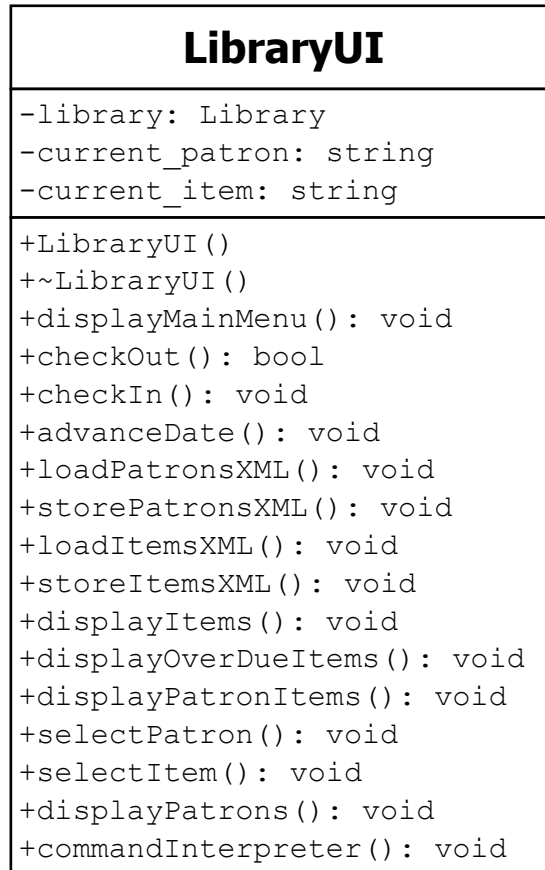 LibraryUI
-library: Library
-current_patron: string
-current_item: string
+LibraryUI()
+~LibraryUI()
+displayMainMenu(): void
+checkOut(): bool
+checkIn(): void
+advanceDate(): void
+loadPatronsXML(): void
+storePatronsXML(): void
+loadItemsXML(): void
+storeItemsXML(): void
+displayItems(): void
+displayOverDueItems(): void
+displayPatronItems(): void
+selectPatron(): void
+selectItem(): void
+displayPatrons(): void
+commandInterpreter(): void